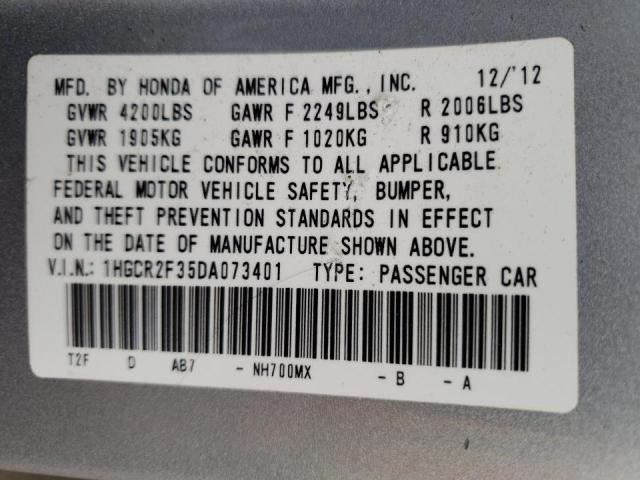 MFD. BY HONDA OF AMERICA MFG., INC. 12/'12
GVWR 4200LBS GAWR F 2249LBS R 2006LBS
GVWR 1905KG GAWR F 1020KG R 910KG
THIS VEHICLE CONFORMS TO ALL APPLICABLE
FEDERAL MOTOR VEHICLE SAFETY, BUMPER,
AND THEFT PREVENTION STANDARDS IN EFFECT
ON THE DATE OF MANUFACTURE SHOWN ABOVE.
V.I.N.: 1HGCR2F35DA073401 TYPE: PASSENGER CAR
T2F D AB7 - NH700MX - B - A